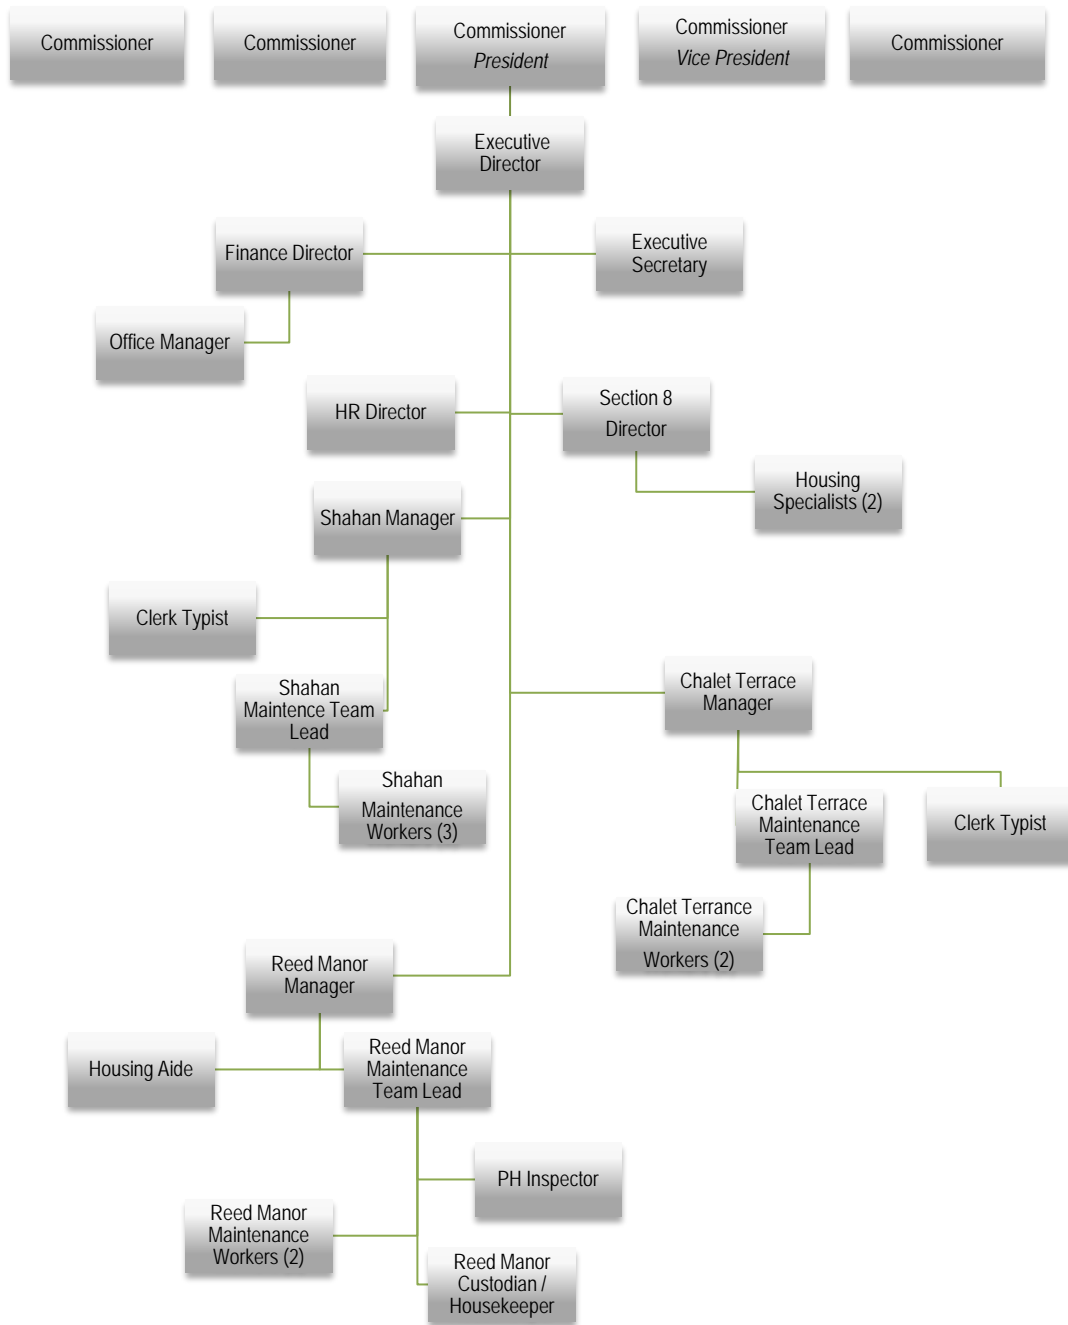 Commissioner
Commissioner
Commissioner
President
Commissioner
Vice President
Commissioner
Executive
Director
Finance Director
Executive
Secretary
Office Manager
HR Director
Section 8
Director
Housing
Specialists (2)
Shahan Manager
Clerk Typist
Shahan
Maintence Team
Lead
Chalet Terrace
Manager
Shahan
Maintenance
Workers (3)
Chalet Terrace
Maintenance
Team Lead
Clerk Typist
Chalet Terrance
Maintenance
Workers (2)
Reed Manor
Manager
Housing Aide
Reed Manor
Maintenance
Team Lead
PH Inspector
Reed Manor
Maintenance
Workers (2)
Reed Manor
Custodian /
Housekeeper